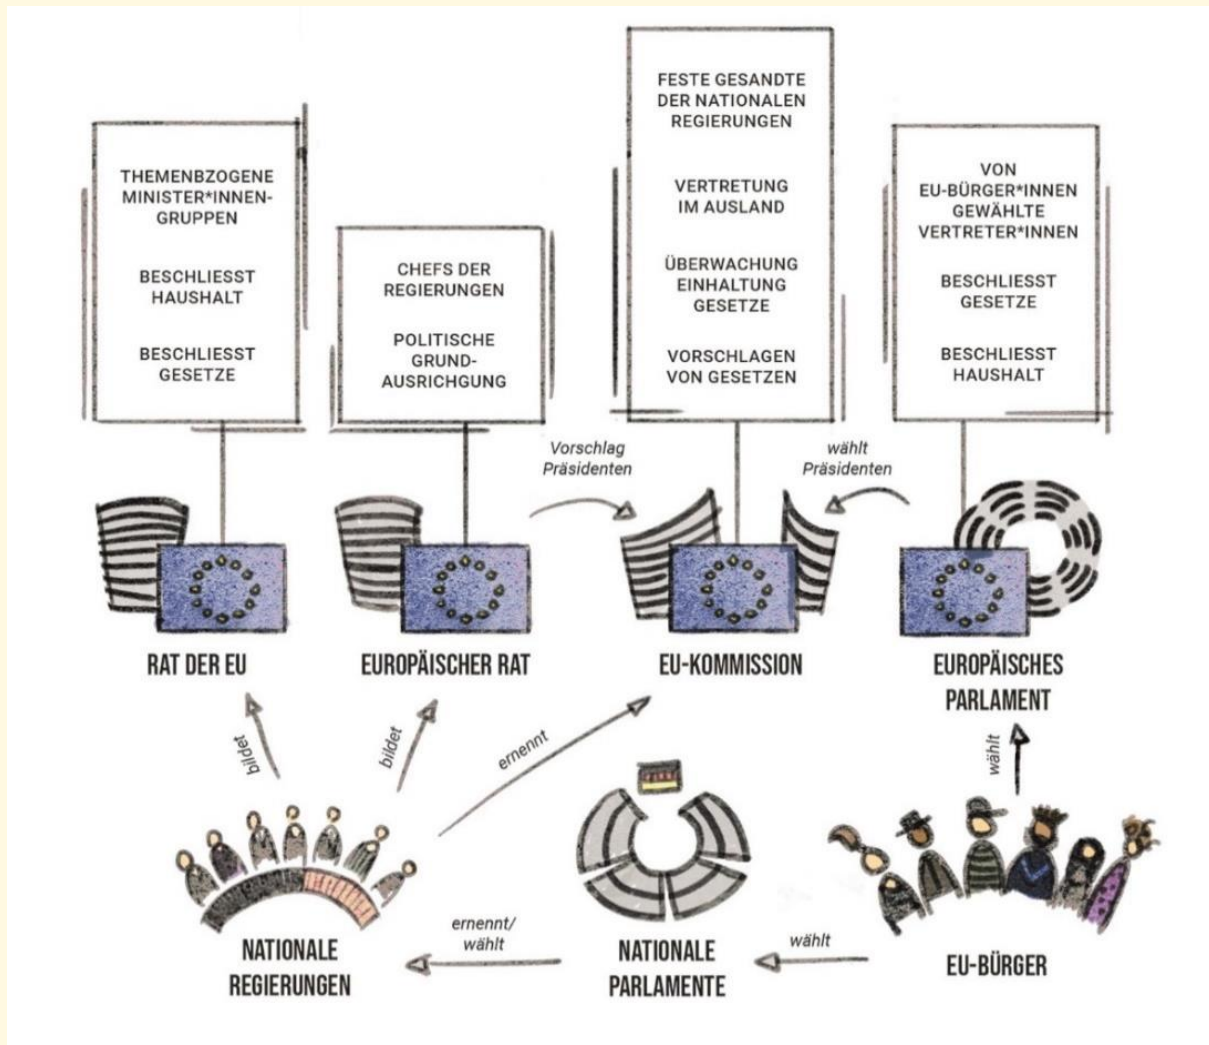 THEMENBZOGENE
MINISTER*INNEN-
GRUPPEN
BESCHLIESST
HAUSHALT
BESCHLIESST
GESETZE
CHEFS DER
REGIERUNGEN
POLITISCHE
GRUND-
AUSRICHGUNG
FESTE GESANDTE
DER NATIONALEN
REGIERUNGEN
VERTRETUNG
IM AUSLAND
ÜBERWACHUNG
EINHALTUNG
GESETZE
VORSCHLAGEN
VON GESETZEN
VON
EU-BÜRGER*INNEN
GEWÄHLTE
VERTRETER*INNEN
BESCHLIESST
GESETZE
BESCHLIESST
HAUSHALT
Vorschlag
Präsidenten
wählt
Präsidenten
RAT DER EU
EUROPÄISCHER RAT
EU-KOMMISSION
EUROPÄISCHES
PARLAMENT
bildet
bildet
ernennt
wählt
NATIONALE
REGIERUNGEN
ernennt/
wählt
NATIONALE
PARLAMENTE
wählt
EU-BÜRGER